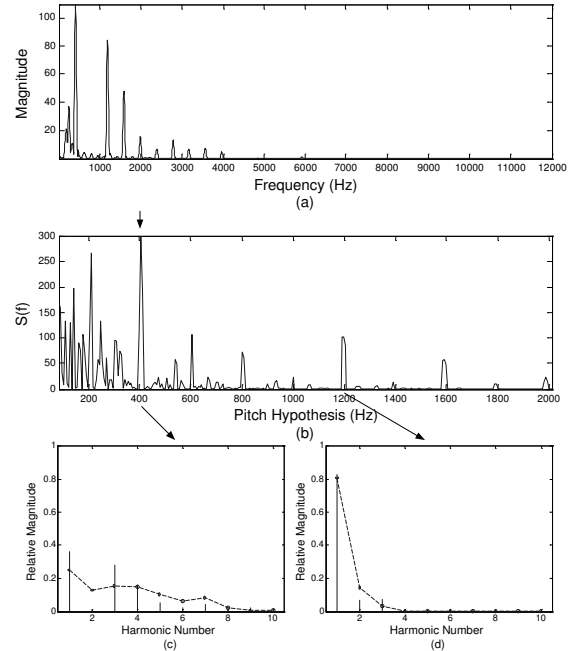 100
80
60
40
20
Magnitude
1000 2000 3000 4000 5000 6000 7000 8000 9000 10000 11000 12000
Frequency (Hz)
(a)
300
250
200
150
100
50
0
S(f)
200 400 600 800 1000 1200 1400 1600 1800 2000
Pitch Hypothesis (Hz)
(b)
1
0.8
0.6
0.4
0.2
0
Relative Magnitude
2 4 6 8 10
Harmonic Number
(c)
1
0.8
0.6
0.4
0.2
0
Relative Magnitude
2 4 6 8 10
Harmonic Number
(d)